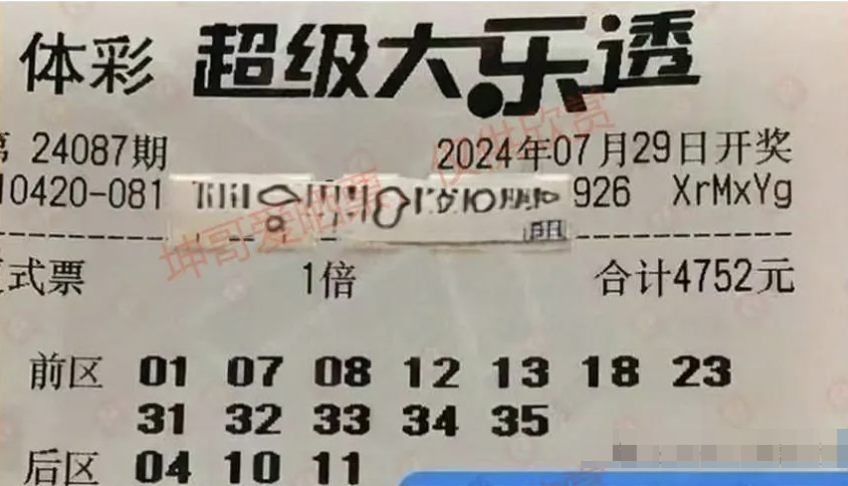 体彩 超级大乐透
第 24087期 2024年07月29日开奖
10420-081 926 XrMxYg
式票 1倍 合计4752元
前区 01 07 08 12 13 18 23
31 32 33 34 35
后区 04 10 11
坤哥爱收票 仅供欣赏